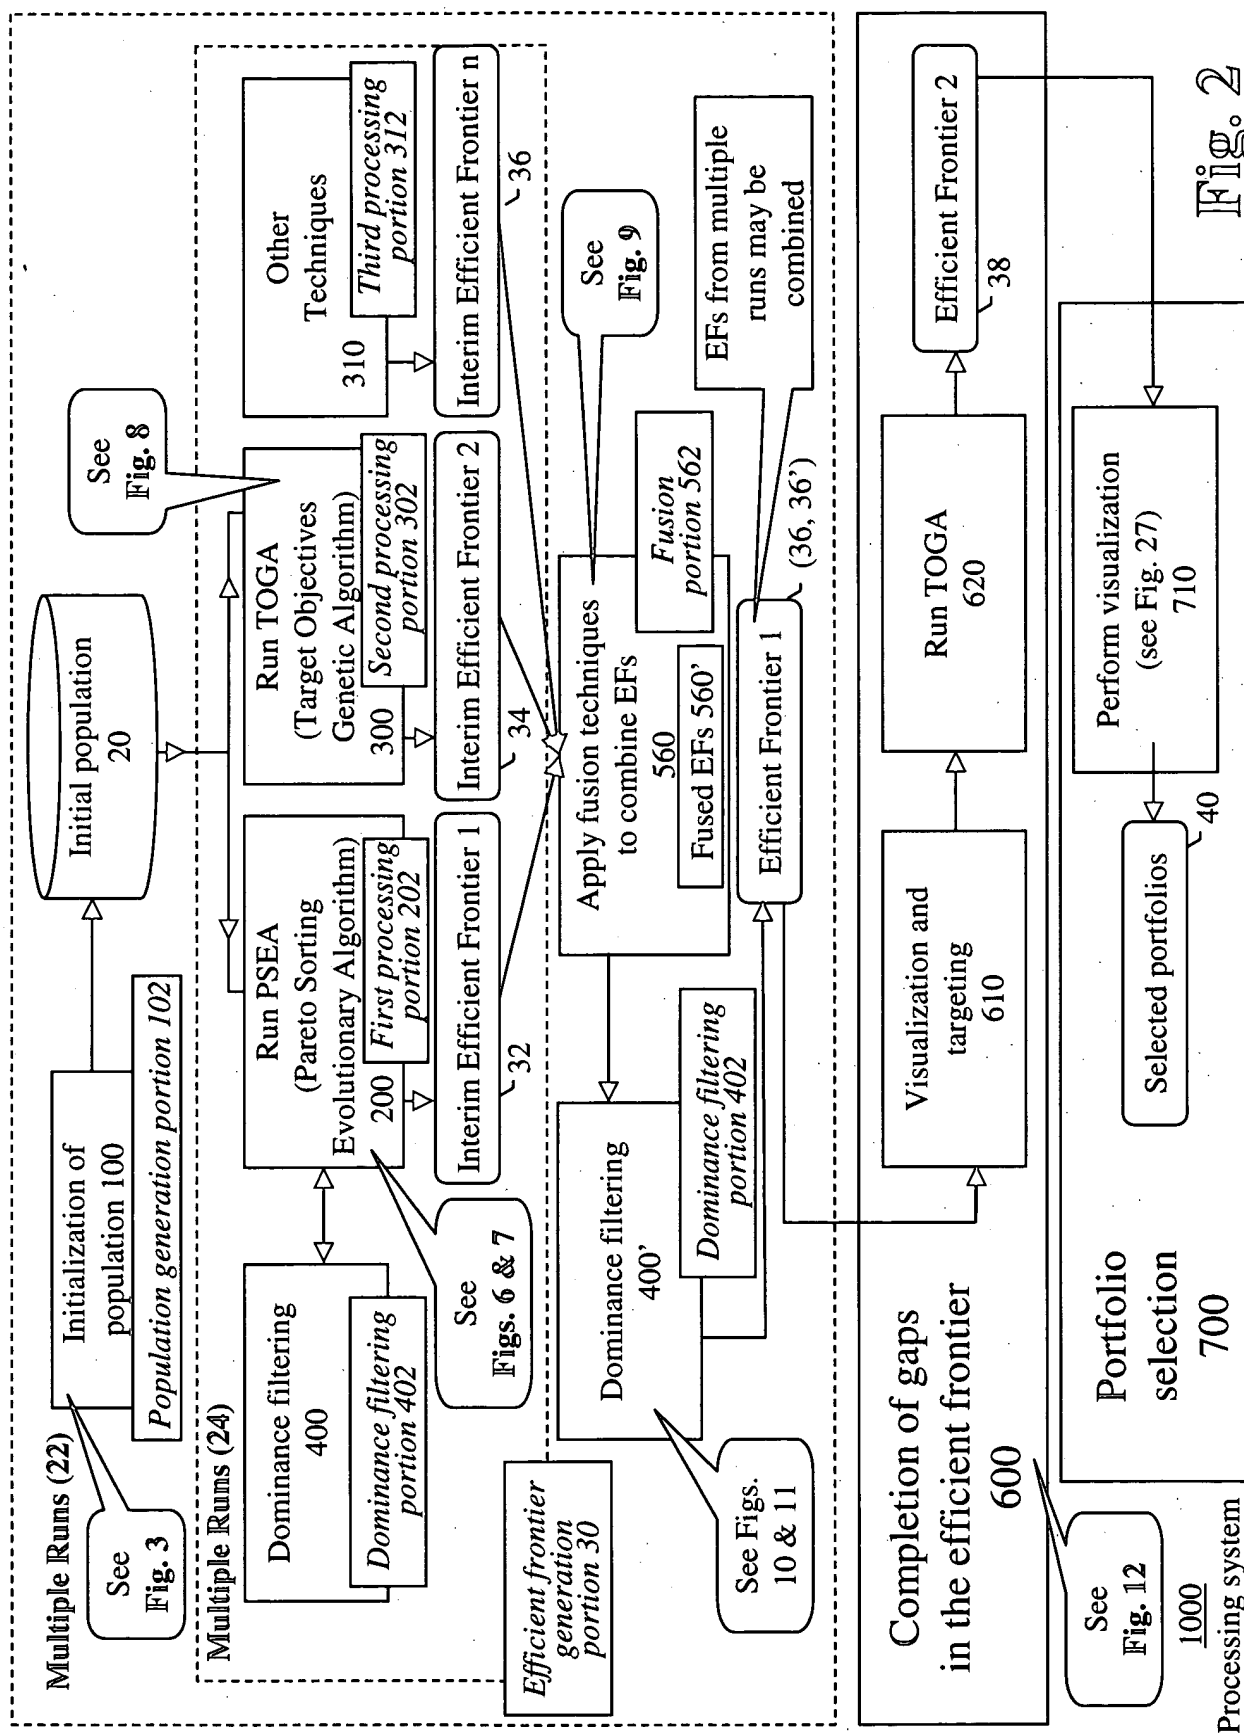 Multiple Runs (22)
See
Fig. 3
Initialization of
population 100
Population generation portion 102
Initial population
20
See
Fig. 8
Multiple Runs (24)
Dominance filtering
400
Dominance filtering
portion 402
Run PSEA
(Pareto Sorting
Evolutionary Algorithm)
200
First processing
portion 202
Run TOGA
(Target Objectives
Genetic Algorithm)
300
Second processing
portion 302
Other
Techniques
310
Third processing
portion 312
Interim Efficient Frontier 1
32
Interim Efficient Frontier 2
34
Interim Efficient Frontier n
36
See
Figs. 6 & 7
Efficient frontier
generation
portion 30
See Figs.
10 & 11
Dominance filtering
400’
Dominance filtering
portion 402
Apply fusion techniques
to combine EFs
560
Fusion
portion 562
Fused EFs 560’
See
Fig. 9
Efficient Frontier 1
(36, 36’)
EFs from multiple
runs may be
combined
Completion of gaps
in the efficient frontier
600
Visualization and
targeting
610
Run TOGA
620
Efficient Frontier 2
38
See
Fig. 12
Portfolio
selection
700
Selected portfolios
40
Perform visualization
(see Fig. 27)
710
1000
Processing system
Fig. 2